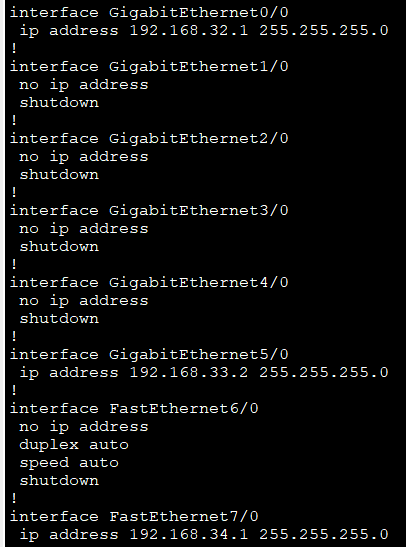 interface GigabitEthernet0/0
 ip address 192.168.32.1 255.255.255.0
!
interface GigabitEthernet1/0
 no ip address
 shutdown
!
interface GigabitEthernet2/0
 no ip address
 shutdown
!
interface GigabitEthernet3/0
 no ip address
 shutdown
!
interface GigabitEthernet4/0
 no ip address
 shutdown
!
interface GigabitEthernet5/0
 ip address 192.168.33.2 255.255.255.0
!
interface FastEthernet6/0
 no ip address
 duplex auto
 speed auto
 shutdown
!
interface FastEthernet7/0
 ip address 192.168.34.1 255.255.255.0